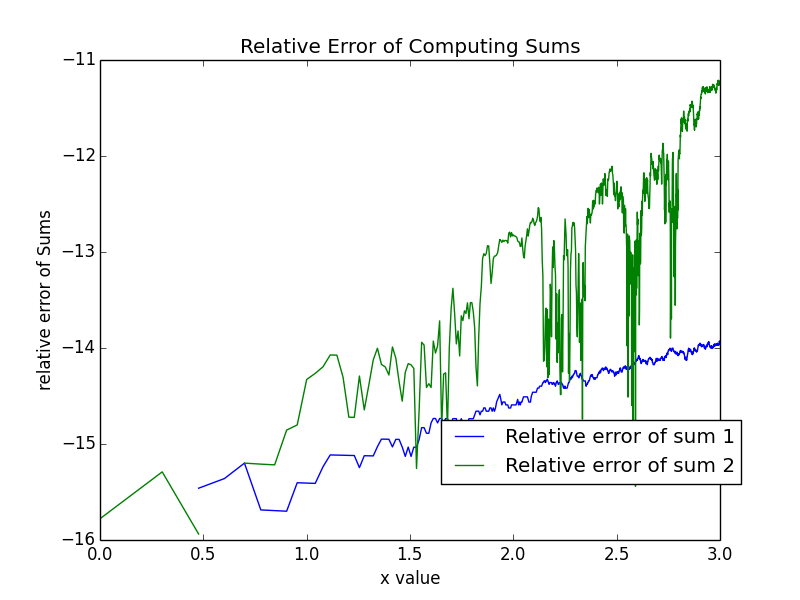 Relative Error of Computing Sums
−11
−12
−13
−14
−15
−16
relative error of Sums
0.0 0.5 1.0 1.5 2.0 2.5 3.0
x value
Relative error of sum 1
Relative error of sum 2